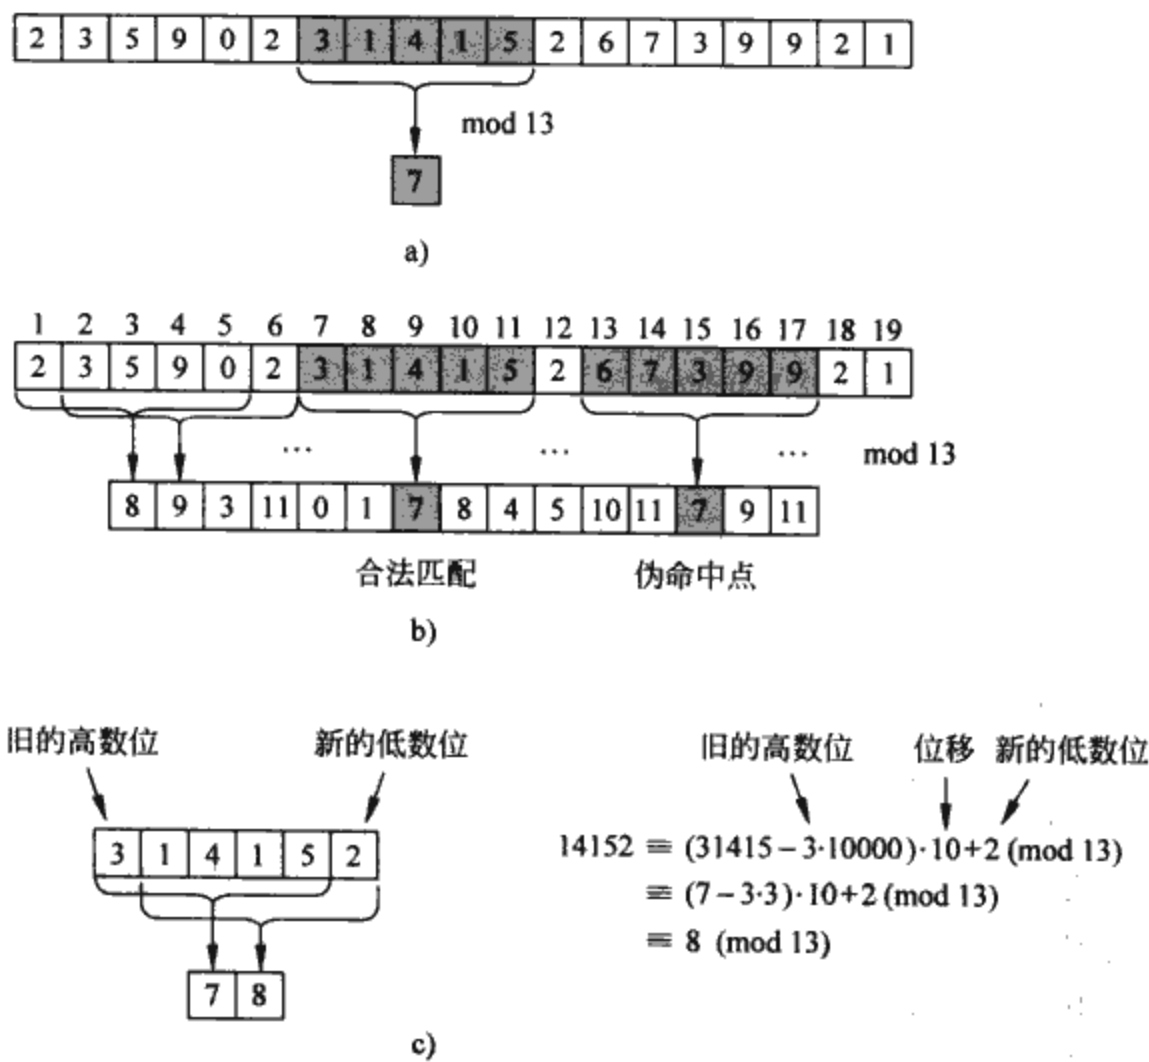 2 3 5 9 0 2 3 1 4 1 5 2 6 7 3 9 9 2 1
mod 13
7
a)
1 2 3 4 5 6 7 8 9 10 11 12 13 14 15 16 17 18 19
2 3 5 9 0 2 3 1 4 1 5 2 6 7 3 9 9 2 1
… … … mod 13
8 9 3 11 0 1 7 8 4 5 10 11 7 9 11
合法匹配 伪命中点
b)
旧的高数位 新的低数位
3 1 4 1 5 2
7 8
旧的高数位 位移 新的低数位
14152 ≡ (31415－3·10000)·10+2 (mod 13)
≡ (7－3·3)·10+2 (mod 13)
≡ 8 (mod 13)
c)